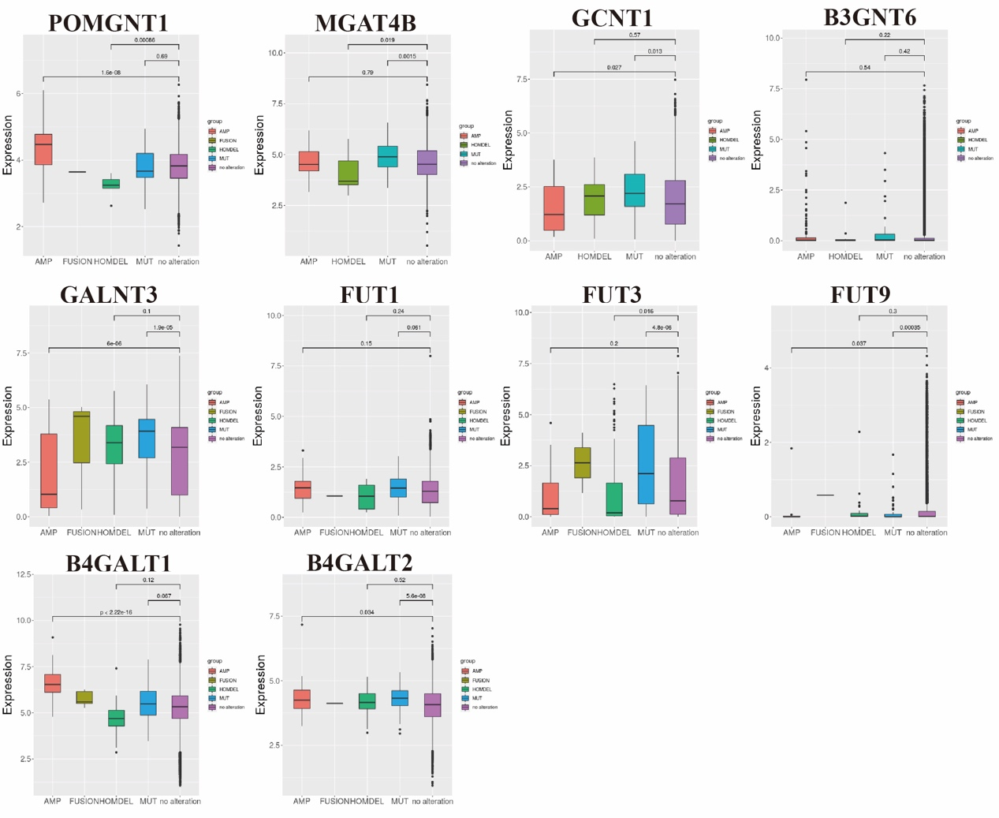 POMGNT1
MGAT4B
GCNT1
B3GNT6
0.00086
0.69
1.6e-08
6
4
2
Expression
AMP FUSION HOMDEL MUT no alteration
group
AMP
FUSION
HOMDEL
MUT
no alteration
0.019
0.0015
0.79
10.0
7.5
5.0
2.5
Expression
AMP HOMDEL MUT no alteration
group
AMP
HOMDEL
MUT
no alteration
0.57
0.013
0.027
7.5
5.0
2.5
0.0
Expression
AMP HOMDEL MUT no alteration
group
AMP
HOMDEL
MUT
no alteration
0.22
0.42
0.54
10.0
7.5
5.0
2.5
0.0
Expression
AMP HOMDEL MUT no alteration
group
AMP
HOMDEL
MUT
no alteration
GALNT3
FUT1
FUT3
FUT9
0.1
1.9e-05
6e-06
7.5
5.0
2.5
0.0
Expression
AMP FUSION HOMDEL MUT no alteration
group
AMP
FUSION
HOMDEL
MUT
no alteration
0.24
0.061
0.15
10.0
7.5
5.0
2.5
0.0
Expression
AMP FUSION HOMDEL MUT no alteration
group
AMP
FUSION
HOMDEL
MUT
no alteration
0.016
4.8e-06
0.2
10.0
7.5
5.0
2.5
0.0
Expression
AMP FUSION HOMDEL MUT no alteration
group
AMP
FUSION
HOMDEL
MUT
no alteration
0.3
0.00035
0.037
4
2
0
Expression
AMP FUSION HOMDEL MUT no alteration
group
AMP
FUSION
HOMDEL
MUT
no alteration
B4GALT1
B4GALT2
0.12
0.067
p < 2.22e-16
12.5
10.0
7.5
5.0
2.5
Expression
AMP FUSION HOMDEL MUT no alteration
group
AMP
FUSION
HOMDEL
MUT
no alteration
0.52
5.6e-08
0.034
7.5
5.0
2.5
Expression
AMP FUSION HOMDEL MUT no alteration
group
AMP
FUSION
HOMDEL
MUT
no alteration